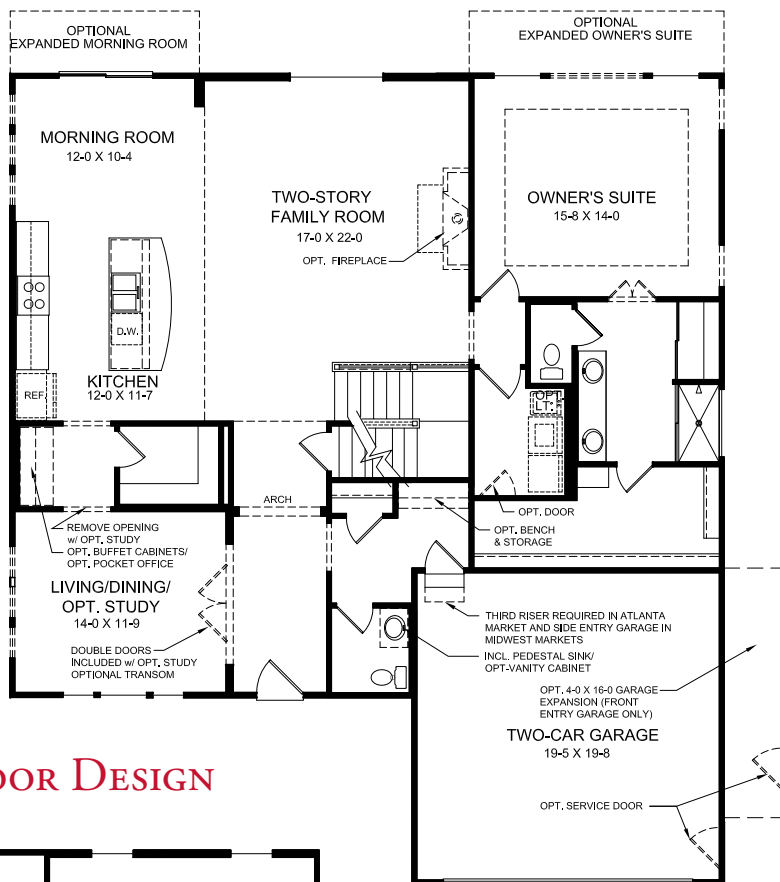 OPTIONAL
EXPANDED MORNING ROOM
OPTIONAL
EXPANDED OWNER'S SUITE
MORNING ROOM
12-0 X 10-4
TWO-STORY
FAMILY ROOM
17-0 X 22-0
OPT. FIREPLACE
OWNER'S SUITE
15-8 X 14-0
D.W.
KITCHEN
12-0 X 11-7
REF.
OPT.
LT.
ARCH
OPT. DOOR
OPT. BENCH
& STORAGE
REMOVE OPENING
w/ OPT. STUDY
OPT. BUFFET CABINETS/
OPT. POCKET OFFICE
LIVING/DINING/
OPT. STUDY
14-0 X 11-9
DOUBLE DOORS
INCLUDED w/ OPT. STUDY
OPTIONAL TRANSOM
THIRD RISER REQUIRED IN ATLANTA
MARKET AND SIDE ENTRY GARAGE IN
MIDWEST MARKETS
INCL. PEDESTAL SINK/
OPT-VANITY CABINET
OPT. 4-0 X 16-0 GARAGE
EXPANSION (FRONT
ENTRY GARAGE ONLY)
TWO-CAR GARAGE
19-5 X 19-8
OPT. SERVICE DOOR
OOR DESIGN